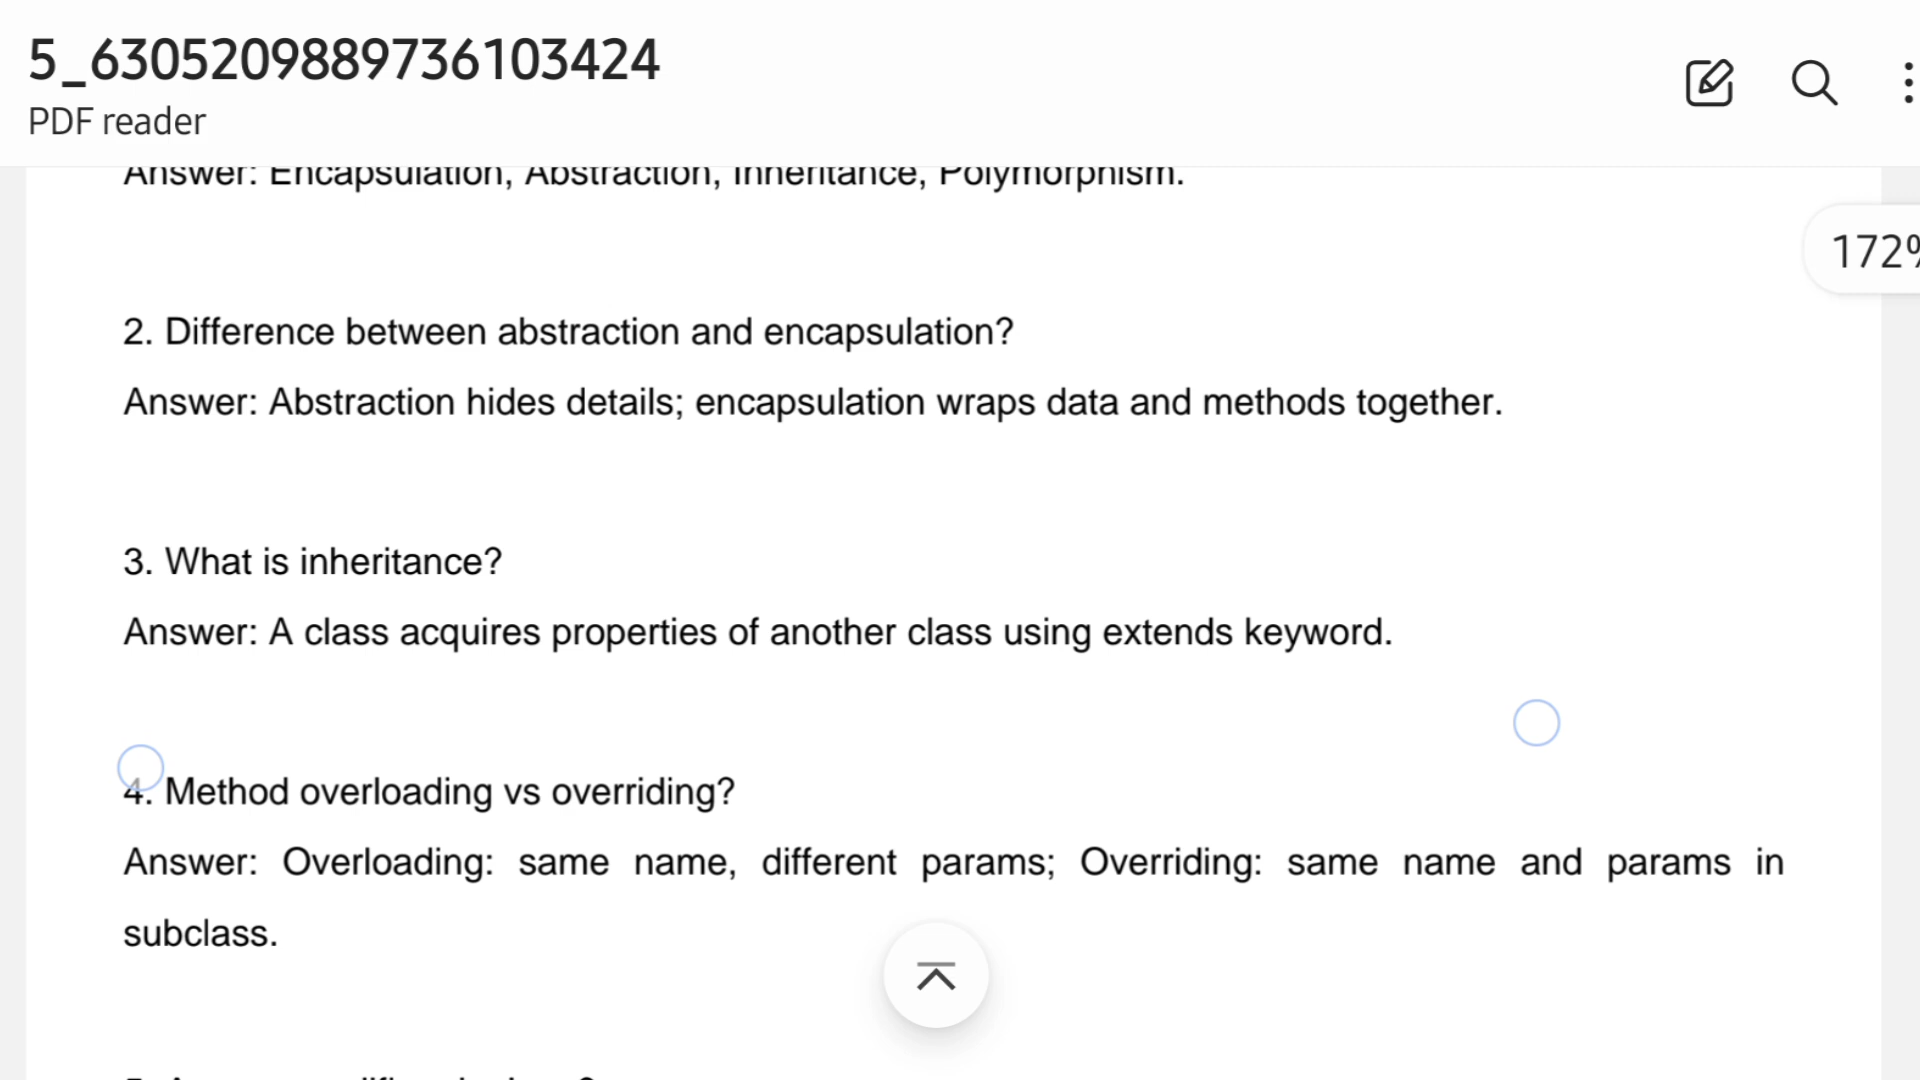 5_6305209889736103424
PDF reader
Answer: Encapsulation, Abstraction, Inheritance, Polymorphism.
172%
2. Difference between abstraction and encapsulation?
Answer: Abstraction hides details; encapsulation wraps data and methods together.
3. What is inheritance?
Answer: A class acquires properties of another class using extends keyword.
4. Method overloading vs overriding?
Answer: Overloading: same name, different params; Overriding: same name and params in
subclass.